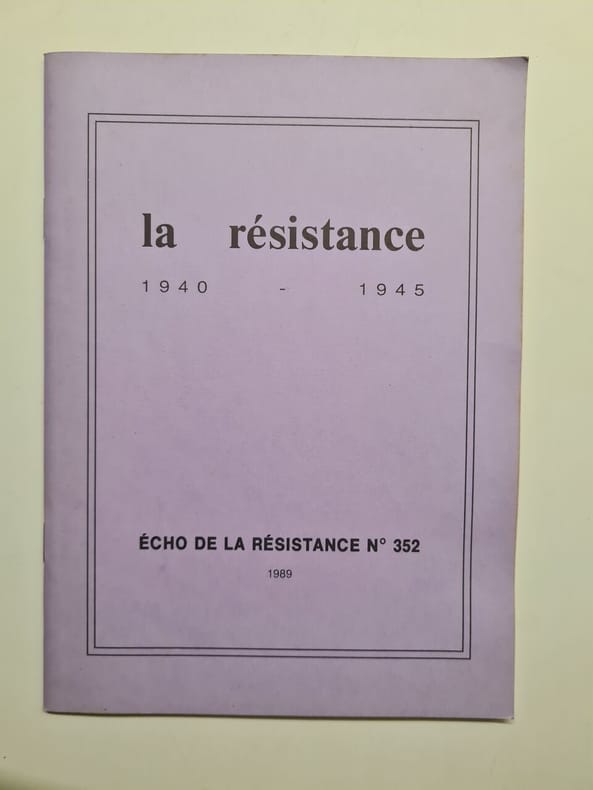 la résistance
1940 - 1945
ÉCHO DE LA RÉSISTANCE N° 352
1989